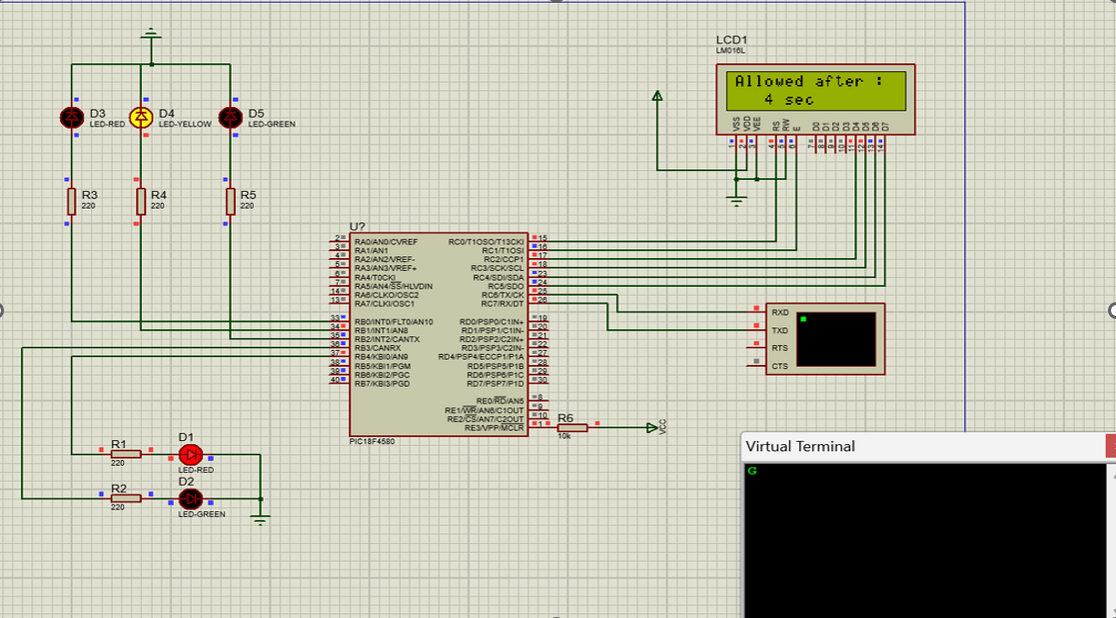 LCD1
LM016L
Allowed after :
4 sec
VSS VDD VEE RS RW E D0 D1 D2 D3 D4 D5 D6 D7
1 2 3 4 5 6 7 8 9 10 11 12 13 14
D3
LED-RED
D4
LED-YELLOW
D5
LED-GREEN
R3
220
R4
220
R5
220
U?
2 RA0/AN0/CVREF RC0/T1OSO/T13CKI 15
3 RA1/AN1 RC1/T1OSI 16
4 RA2/AN2/VREF- RC2/CCP1 17
5 RA3/AN3/VREF+ RC3/SCK/SCL 18
6 RA4/T0CKI RC4/SDI/SDA 23
7 RA5/AN4/SS/HLVDIN RC5/SDO 24
14 RA6/CLKO/OSC2 RC6/TX/CK 25
13 RA7/CLKI/OSC1 RC7/RX/DT 26
33 RB0/INT0/FLT0/AN10 RD0/PSP0/C1IN+ 19
34 RB1/INT1/AN8 RD1/PSP1/C1IN- 20
35 RB2/INT2/CANTX RD2/PSP2/C2IN+ 21
36 RB3/CANRX RD3/PSP3/C2IN- 22
37 RB4/KBI0/AN9 RD4/PSP4/ECCP1/P1A 27
38 RB5/KBI1/PGM RD5/PSP5/P1B 28
39 RB6/KBI2/PGC RD6/PSP6/P1C 29
40 RB7/KBI3/PGD RD7/PSP7/P1D 30
RE0/RD/AN5 8
RE1/WR/AN6/C1OUT 9
RE2/CS/AN7/C2OUT 10
RE3/VPP/MCLR 1
PIC18F4580
R6
10k
VCC
RXD
TXD
RTS
CTS
R1
220
D1
LED-RED
R2
220
D2
LED-GREEN
Virtual Terminal
G